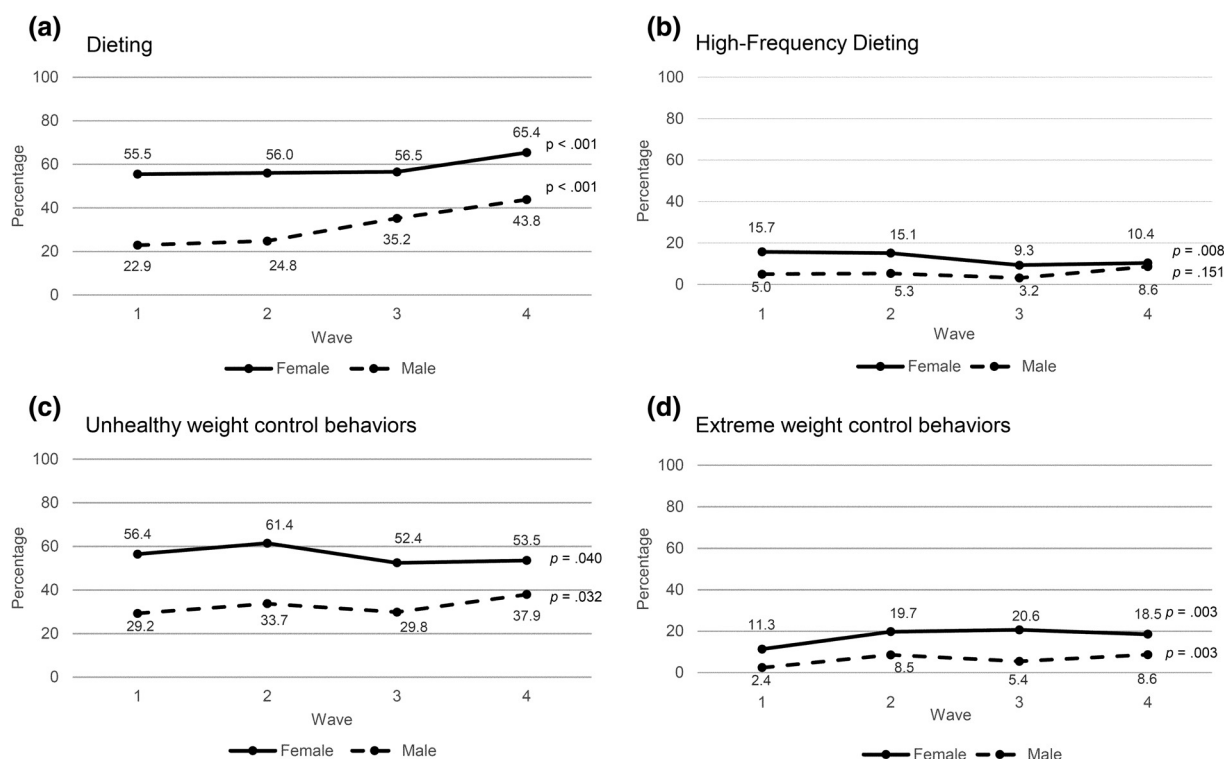 (a) Dieting
100
80
60
40
20
0
Percentage
55.5 56.0 56.5 65.4
p < .001
p < .001
22.9 24.8 35.2 43.8
1 2 3 4
Wave
Female Male
(b) High-Frequency Dieting
100
80
60
40
20
0
Percentage
15.7 15.1 9.3 10.4
p = .008
p = .151
5.0 5.3 3.2 8.6
1 2 3 4
Wave
Female Male
(c) Unhealthy weight control behaviors
100
80
60
40
20
0
Percentage
56.4 61.4 52.4 53.5
p = .040
p = .032
29.2 33.7 29.8 37.9
1 2 3 4
Wave
Female Male
(d) Extreme weight control behaviors
100
80
60
40
20
0
Percentage
11.3 19.7 20.6 18.5
p = .003
p = .003
2.4 8.5 5.4 8.6
1 2 3 4
Wave
Female Male